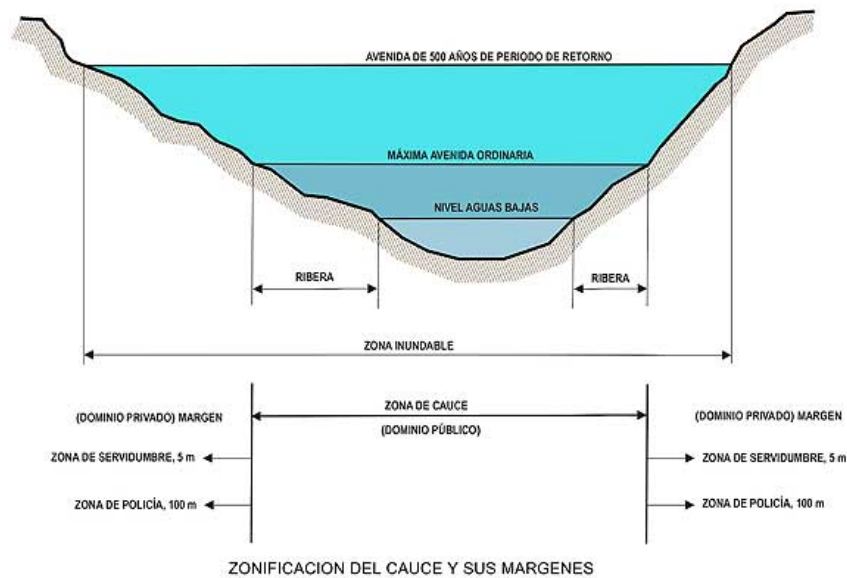 AVENIDA DE 500 AÑOS DE PERIODO DE RETORNO
MÁXIMA AVENIDA ORDINARIA
NIVEL AGUAS BAJAS
RIBERA
RIBERA
ZONA INUNDABLE
(DOMINIO PRIVADO) MARGEN
ZONA DE CAUCE
(DOMINIO PÚBLICO)
(DOMINIO PRIVADO) MARGEN
ZONA DE SERVIDUMBRE, 5 m
ZONA DE SERVIDUMBRE, 5 m
ZONA DE POLICÍA, 100 m
ZONA DE POLICÍA, 100 m
ZONIFICACION DEL CAUCE Y SUS MARGENES